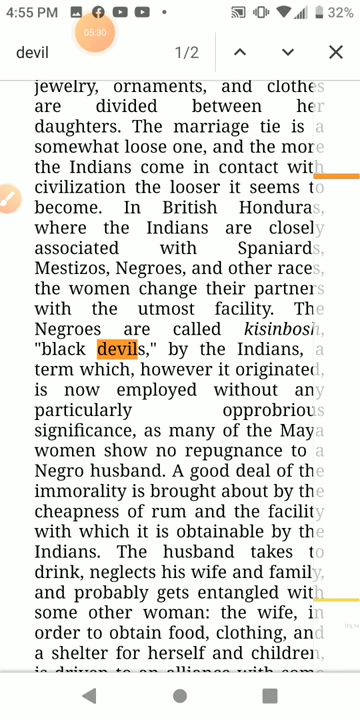 4:55 PM
32%
05:30
devil
1/2
jewelry, ornaments, and clothes
are divided between her
daughters. The marriage tie is a
somewhat loose one, and the more
the Indians come in contact with
civilization the looser it seems to
become. In British Honduras,
where the Indians are closely
associated with Spaniards,
Mestizos, Negroes, and other races,
the women change their partners
with the utmost facility. The
Negroes are called kisinbosh,
"black devils," by the Indians, a
term which, however it originated,
is now employed without any
particularly opprobrious
significance, as many of the Maya
women show no repugnance to a
Negro husband. A good deal of the
immorality is brought about by the
cheapness of rum and the facility
with which it is obtainable by the
Indians. The husband takes to
drink, neglects his wife and family,
and probably gets entangled with
some other woman: the wife, in
order to obtain food, clothing, and
a shelter for herself and children,
is driven to an alliance with some